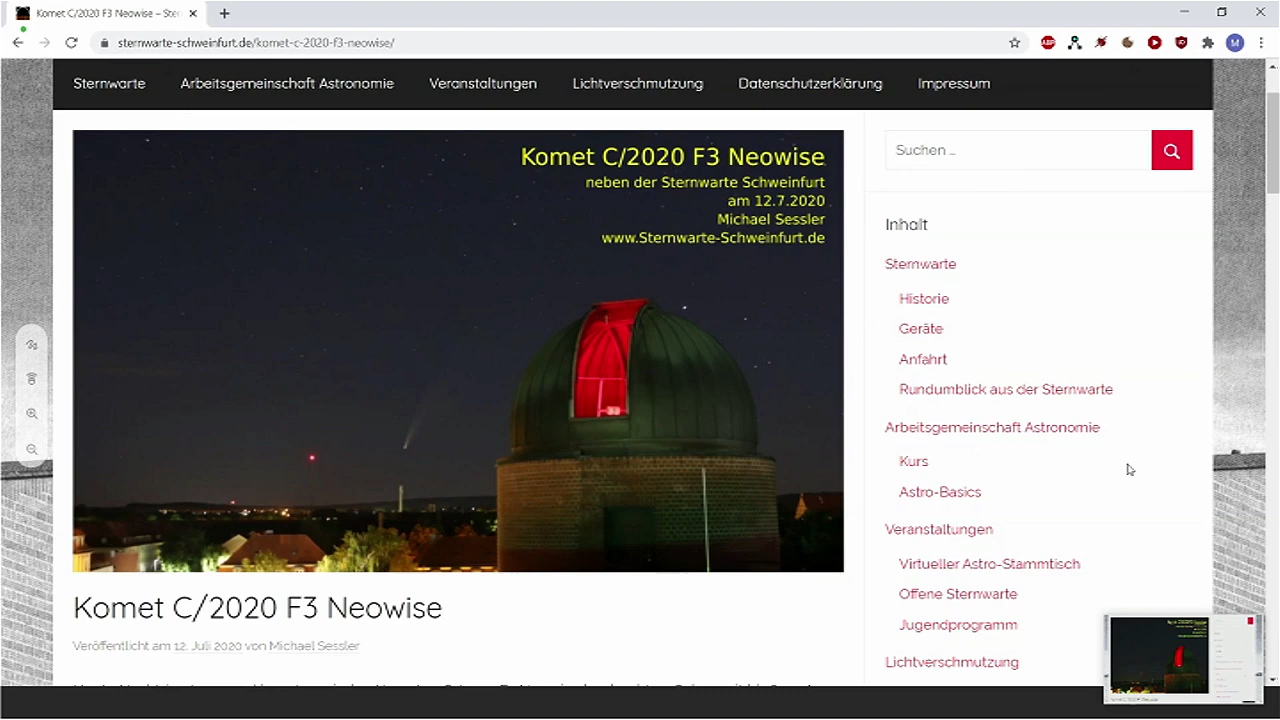 Komet C/2020 F3 Neowise – Ster
sternwarte-schweinfurt.de/komet-c-2020-f3-neowise/
ABP
M
Sternwarte
Arbeitsgemeinschaft Astronomie
Veranstaltungen
Lichtverschmutzung
Datenschutzerklärung
Impressum
Komet C/2020 F3 Neowise
neben der Sternwarte Schweinfurt
am 12.7.2020
Michael Sessler
www.Sternwarte-Schweinfurt.de
Komet C/2020 F3 Neowise
Veröffentlicht am 12. Juli 2020 von Michael Sessler
Suchen …
Inhalt
Sternwarte
Historie
Geräte
Anfahrt
Rundumblick aus der Sternwarte
Arbeitsgemeinschaft Astronomie
Kurs
Astro-Basics
Veranstaltungen
Virtueller Astro-Stammtisch
Offene Sternwarte
Jugendprogramm
Lichtverschmutzung